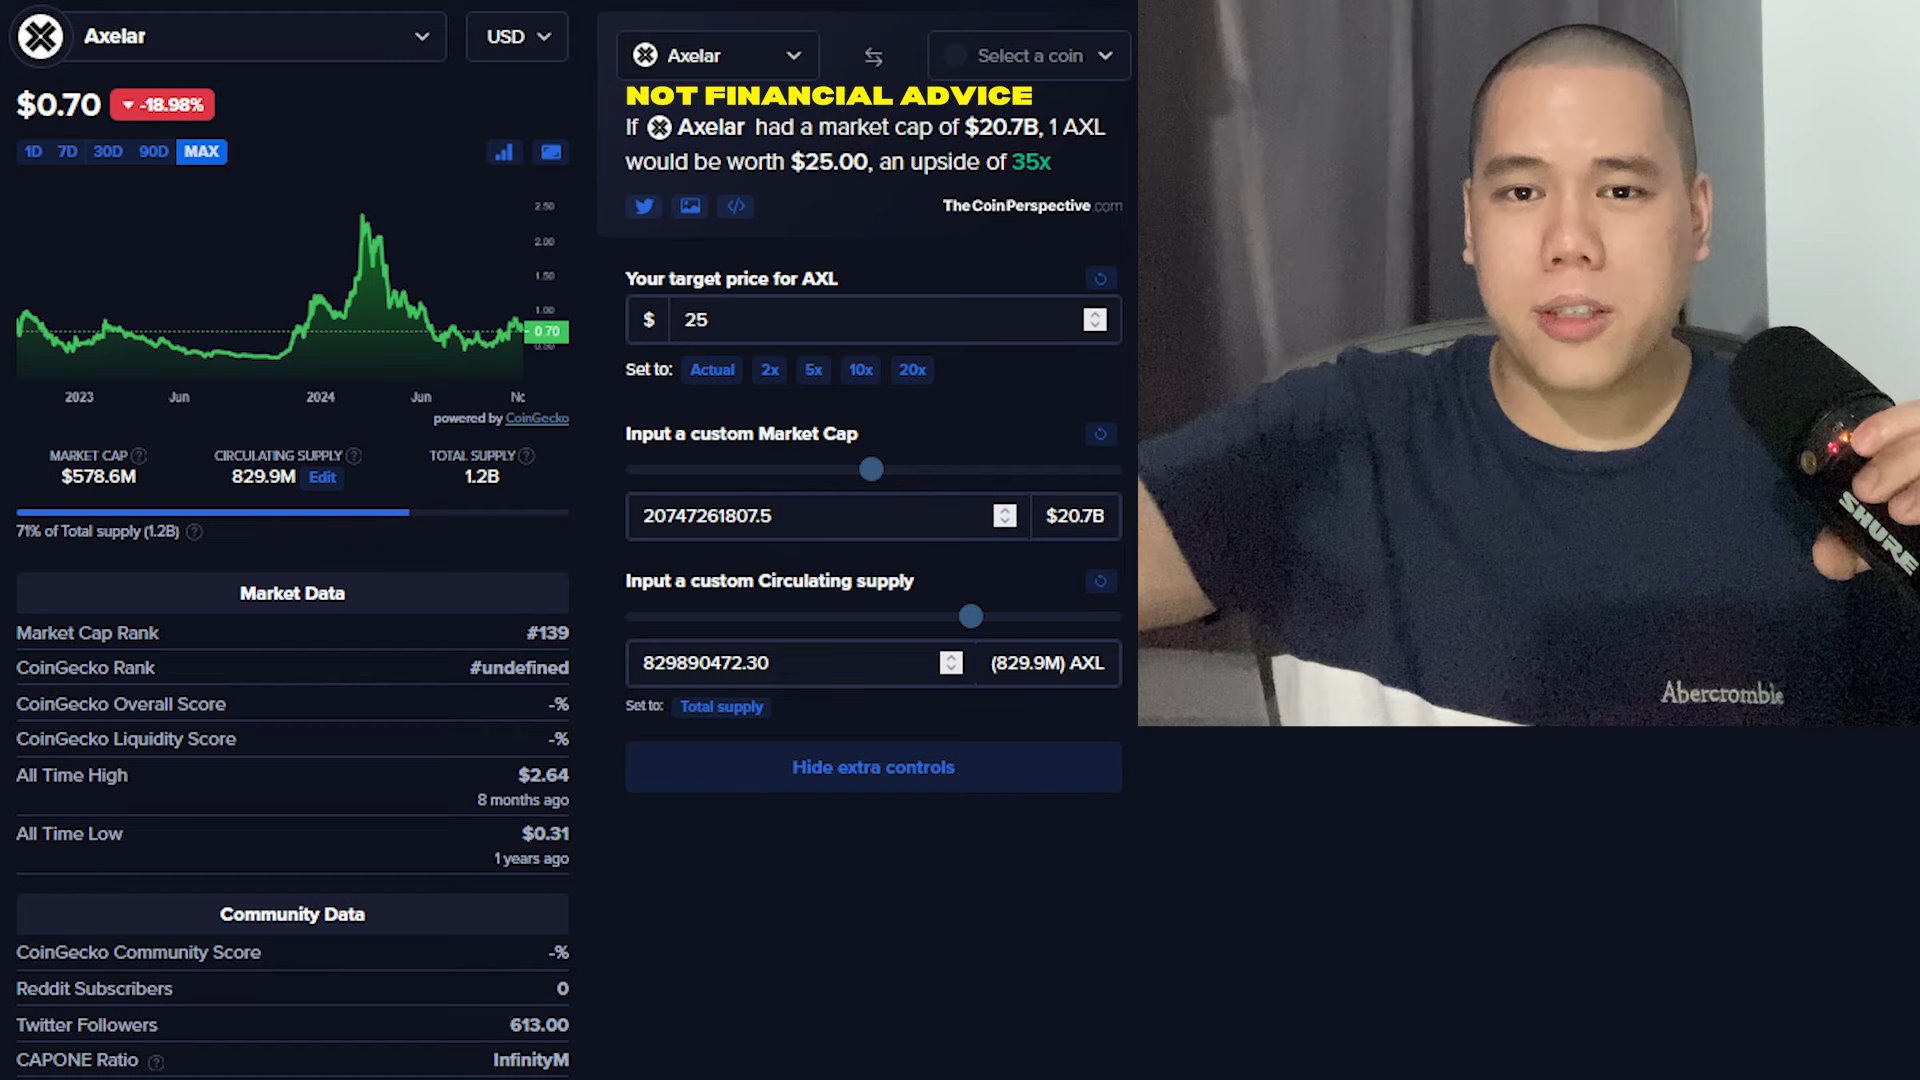 Axelar
USD
$0.70
-18.98%
1D 7D 30D 90D MAX
2.50
2.00
1.50
1.00
0.70
2023 Jun 2024 Jun Nc
powered by CoinGecko
MARKET CAP ?
$578.6M
CIRCULATING SUPPLY ?
829.9M Edit
TOTAL SUPPLY ?
1.2B
71% of Total supply (1.2B) ?
Market Data
Market Cap Rank #139
CoinGecko Rank #undefined
CoinGecko Overall Score -%
CoinGecko Liquidity Score -%
All Time High $2.64
8 months ago
All Time Low $0.31
1 years ago
Community Data
CoinGecko Community Score -%
Reddit Subscribers 0
Twitter Followers 613.00
CAPONE Ratio ? InfinityM
Axelar
Select a coin
NOT FINANCIAL ADVICE
If Axelar had a market cap of $20.7B, 1 AXL
would be worth $25.00, an upside of 35x
TheCoinPerspective.com
Your target price for AXL
$ 25
Set to: Actual 2x 5x 10x 20x
Input a custom Market Cap
20747261807.5 $20.7B
Input a custom Circulating supply
829890472.30 (829.9M) AXL
Set to: Total supply
Hide extra controls
SHURE
Abercrombie